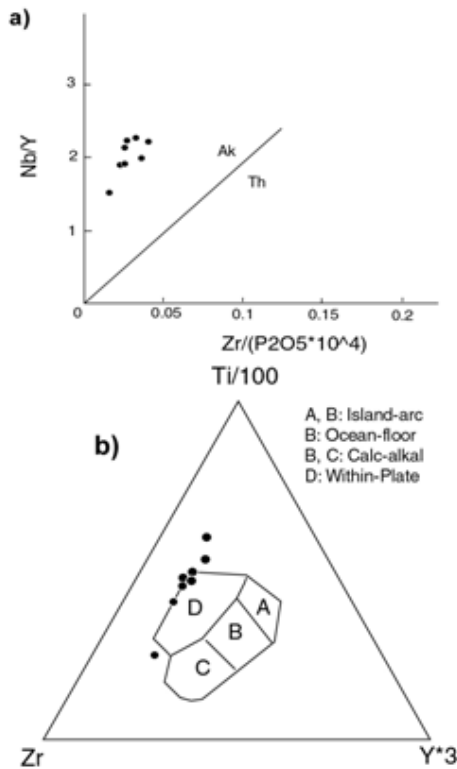 a)
Nb/Y
3
2
1
0
0.05
0.1
0.15
0.2
Ak
Th
Zr/(P2O5*10^4)
Ti/100
b)
A, B: Island-arc
B: Ocean-floor
B, C: Calc-alkal
D: Within-Plate
D
A
B
C
Zr
Y*3